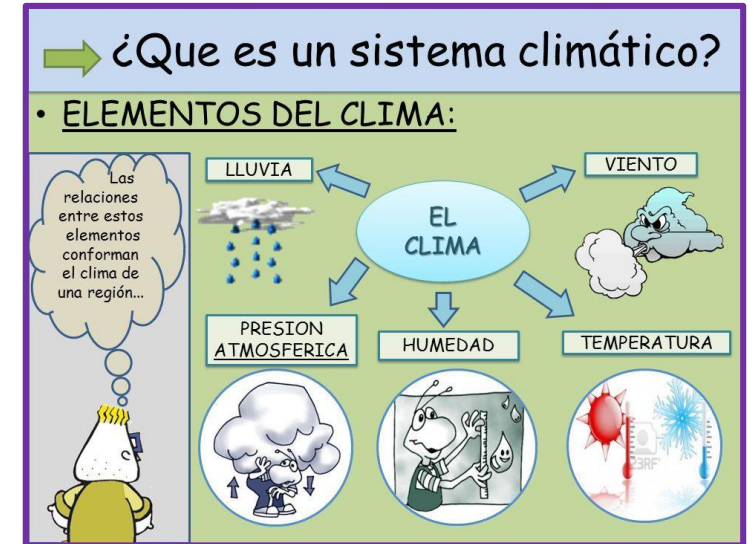 ¿Que es un sistema climático?
• ELEMENTOS DEL CLIMA:
Las
relaciones
entre estos
elementos
conforman
el clima de
una región...
LLUVIA
VIENTO
EL
CLIMA
PRESION
ATMOSFERICA
HUMEDAD
TEMPERATURA
123RF